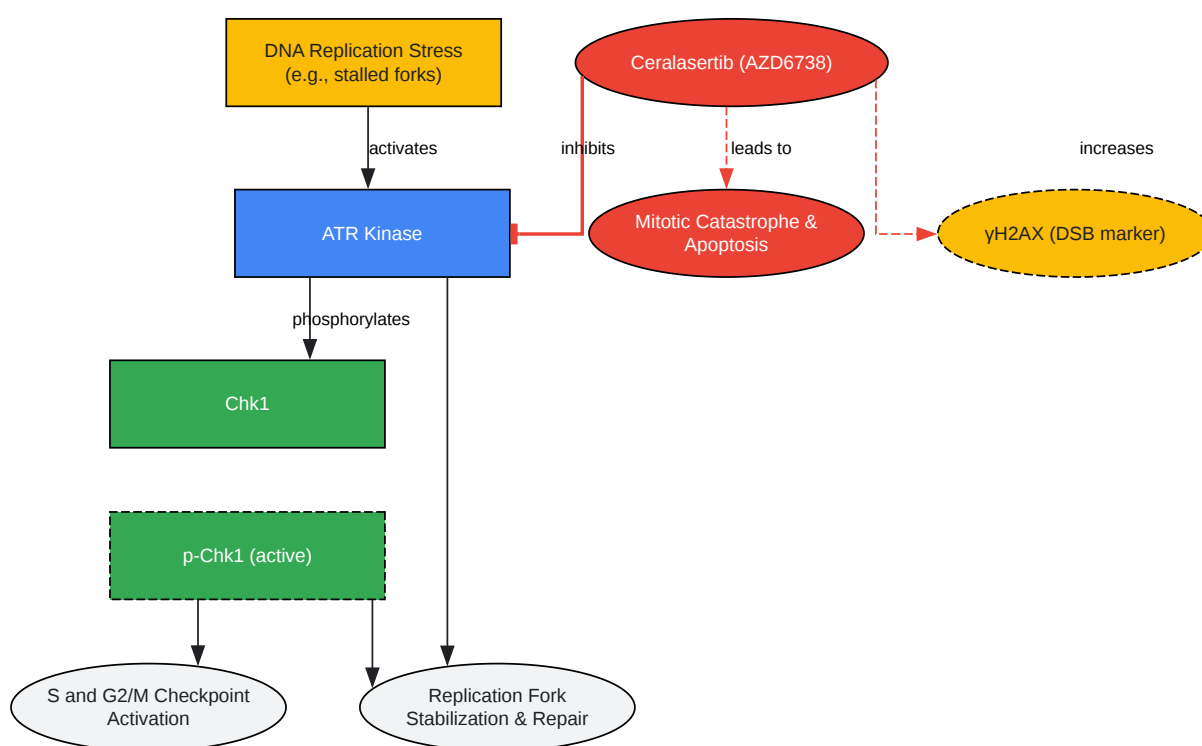 DNA Replication Stress
(e.g., stalled forks)
Ceralasertib (AZD6738)
activates
inhibits
leads to
increases
ATR Kinase
Mitotic Catastrophe &
Apoptosis
γH2AX (DSB marker)
phosphorylates
Chk1
p-Chk1 (active)
S and G2/M Checkpoint
Activation
Replication Fork
Stabilization & Repair